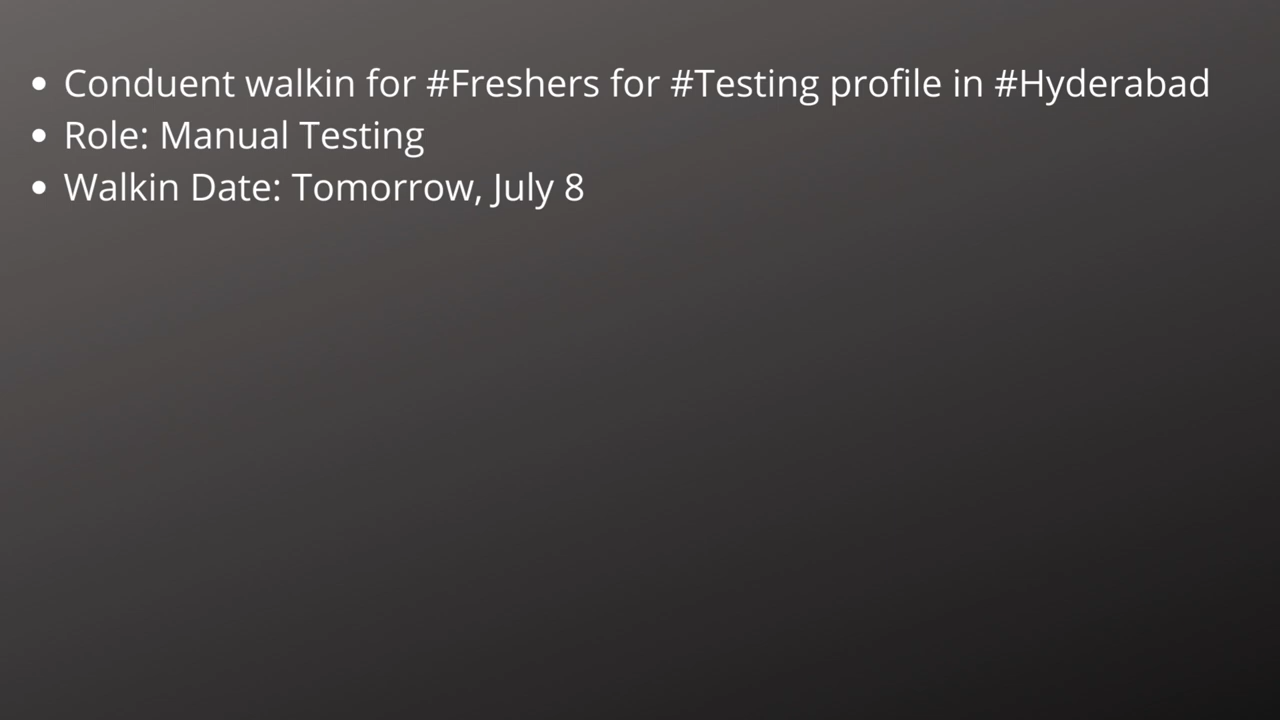 • Conduent walkin for #Freshers for #Testing profile in #Hyderabad
• Role: Manual Testing
• Walkin Date: Tomorrow, July 8